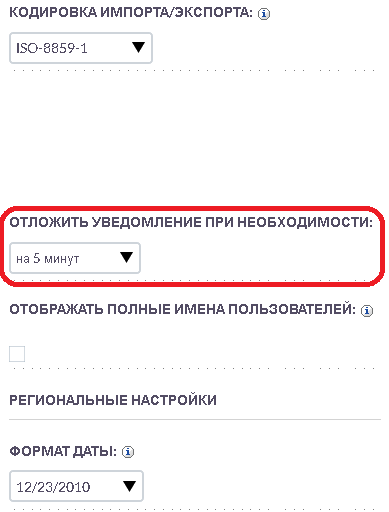 КОДИРОВКА ИМПОРТА/ЭКСПОРТА:
ISO-8859-1
ОТЛОЖИТЬ УВЕДОМЛЕНИЕ ПРИ НЕОБХОДИМОСТИ:
на 5 минут
ОТОБРАЖАТЬ ПОЛНЫЕ ИМЕНА ПОЛЬЗОВАТЕЛЕЙ:
РЕГИОНАЛЬНЫЕ НАСТРОЙКИ
ФОРМАТ ДАТЫ:
12/23/2010